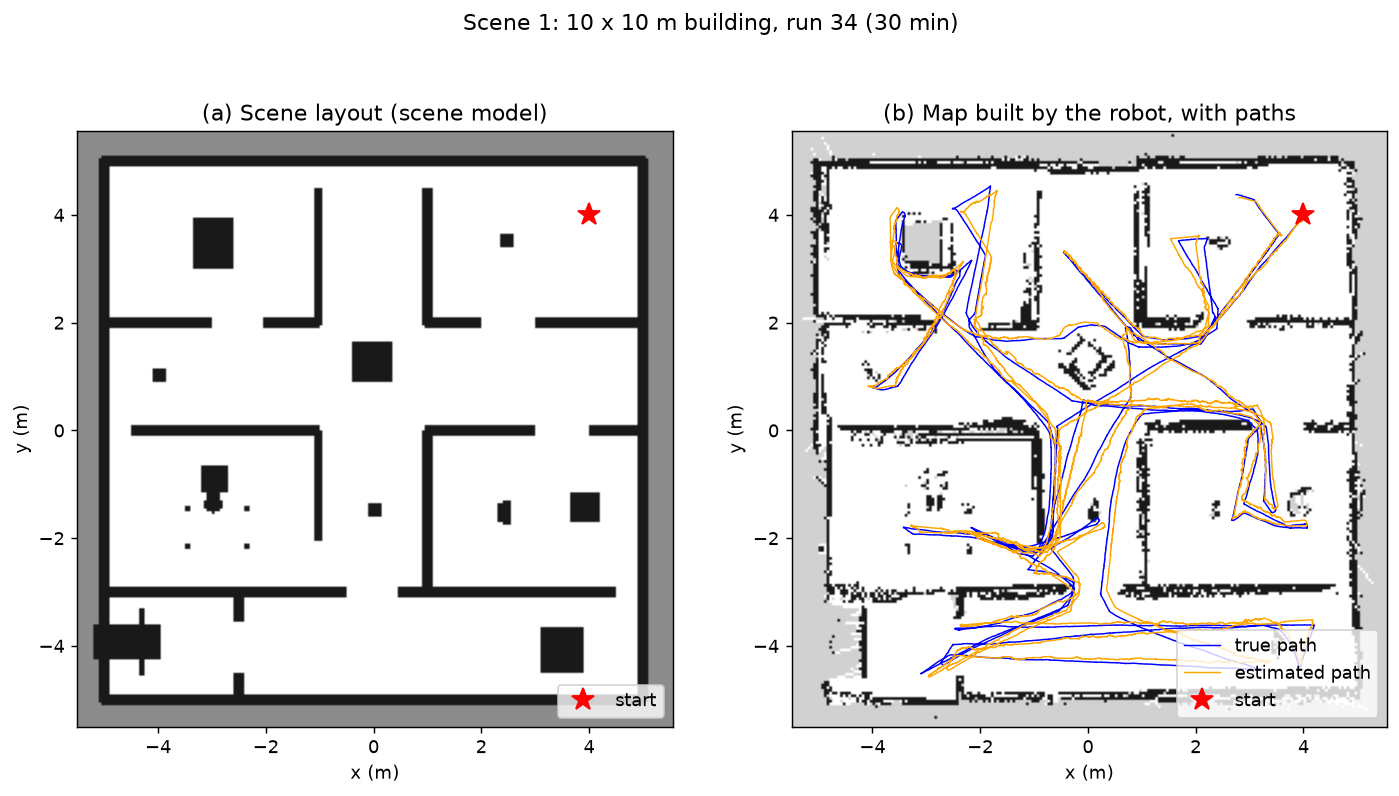 Scene 1: 10 x 10 m building, run 34 (30 min)
(a) Scene layout (scene model)
4
2
0
−2
−4
y (m)
−4
−2
0
2
4
x (m)
start
(b) Map built by the robot, with paths
4
2
0
−2
−4
y (m)
−4
−2
0
2
4
x (m)
true path
estimated path
start